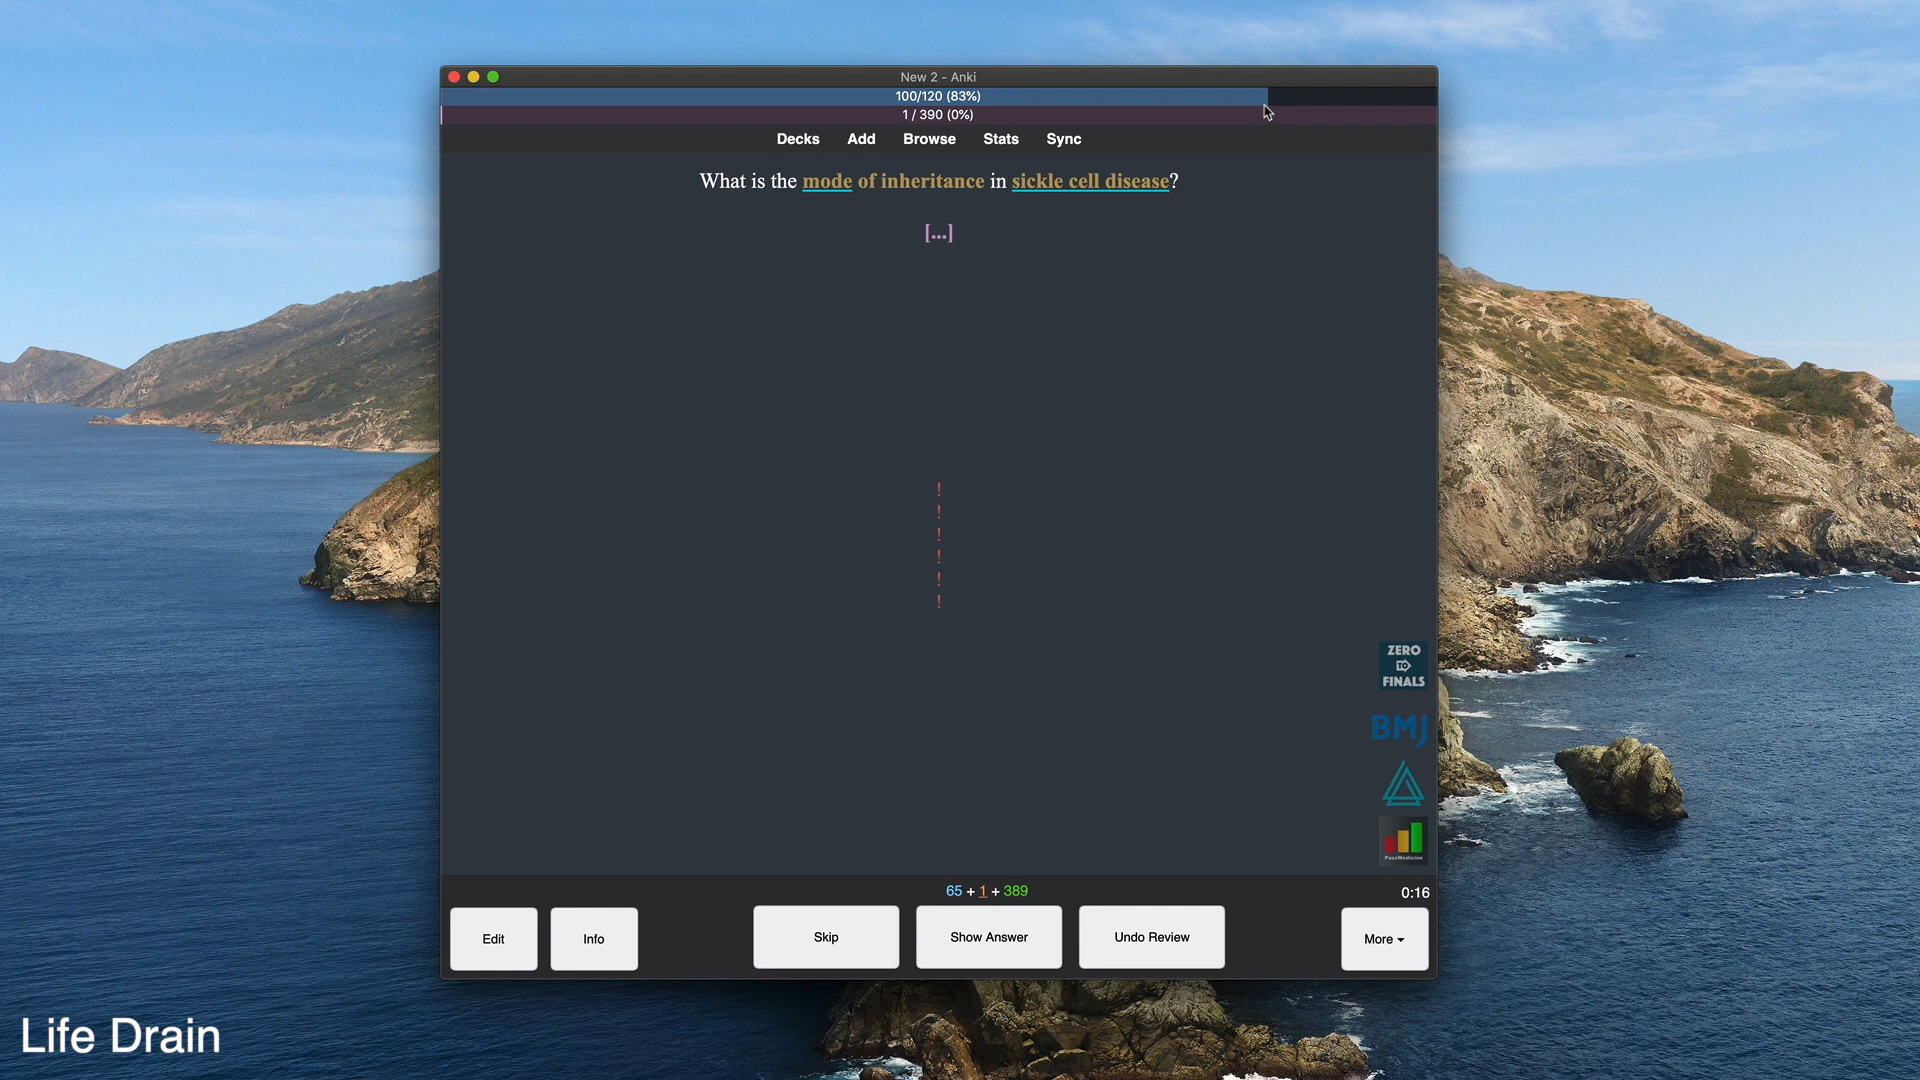 New 2 - Anki
100/120 (83%)
1 / 390 (0%)
Decks Add Browse Stats Sync
What is the mode of inheritance in sickle cell disease?
[...]
!
!
!
!
!
!
ZERO
TO
FINALS
BMJ
PassMedicine
65 + 1 + 389
0:16
Edit Info Skip Show Answer Undo Review More
Life Drain